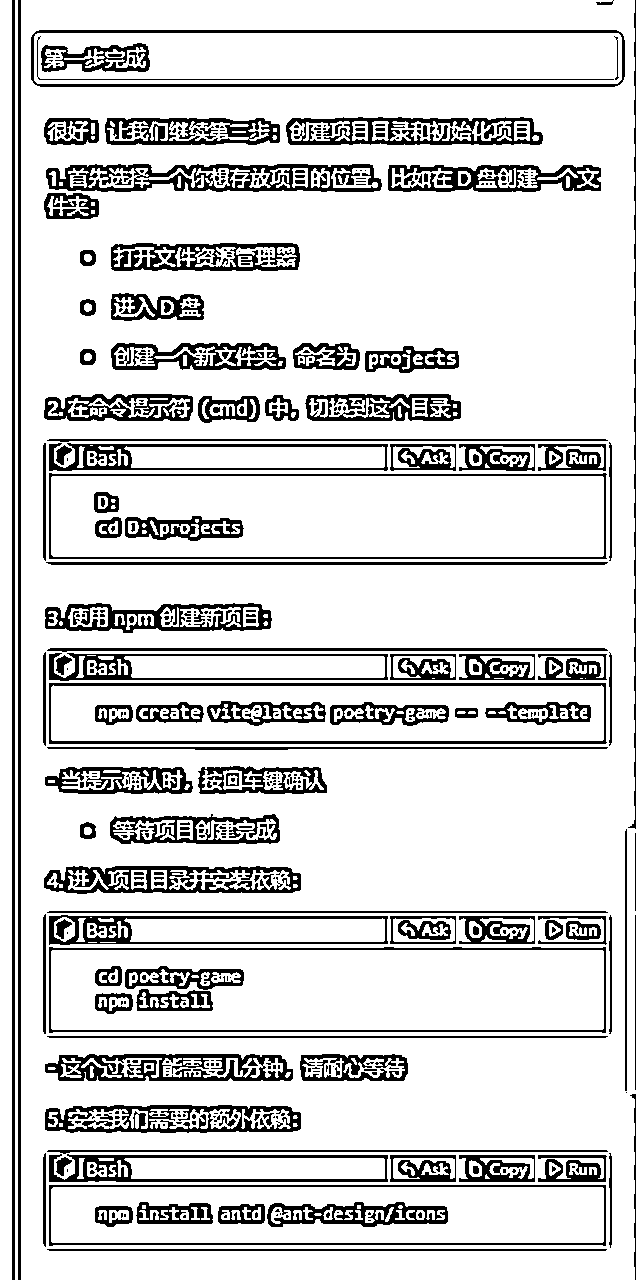 第一步完成
很好！让我们继续第二步：创建项目目录和初始化项目。
1. 首先选择一个你想存放项目的位置。比如在 D 盘创建一个文
件夹：
打开文件资源管理器
进入 D 盘
创建一个新文件夹，命名为 projects
2. 在命令提示符（cmd）中，切换到这个目录：
Bash Ask Copy Run
D:
cd D:\projects
3. 使用 npm 创建新项目：
Bash Ask Copy Run
npm create vite@latest poetry-game -- --template
- 当提示确认时，按回车键确认
等待项目创建完成
4. 进入项目目录并安装依赖：
Bash Ask Copy Run
cd poetry-game
npm install
- 这个过程可能需要几分钟，请耐心等待
5. 安装我们需要的额外依赖：
Bash Ask Copy Run
npm install antd @ant-design/icons